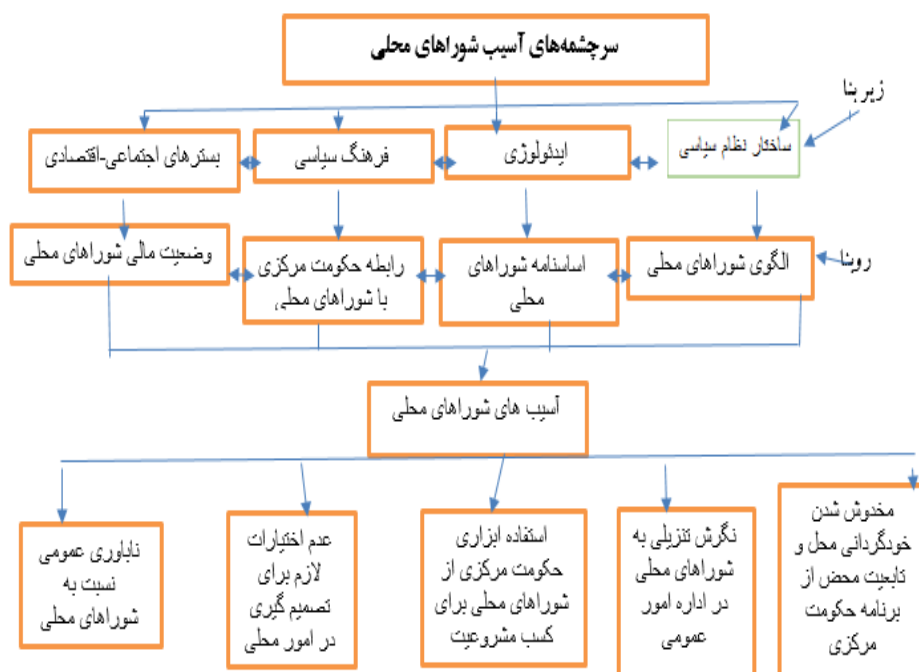 سرچشمه‌های آسیب شوراهای محلی
زیر بنا
ساختار نظام سیاسی
ایدئولوژی
فرهنگ سیاسی
بسترهای اجتماعی-اقتصادی
روبنا
الگوی شوراهای محلی
اساسنامه شوراهای
محلی
رابطه حکومت مرکزی
با شوراهای محلی
وضعیت مالی شوراهای محلی
آسیب های شوراهای محلی
مخدوش شدن
خودگردانی محل و
تابعیت محض از
برنامه حکومت
مرکزی
نگرش تنزیلی به
شوراهای محلی
در اداره امور
عمومی
استفاده ابزاری
حکومت مرکزی از
شوراهای محلی برای
کسب مشروعیت
عدم اختیارات
لازم برای
تصمیم گیری
در امور محلی
ناباوری عمومی
نسبت به
شوراهای محلی